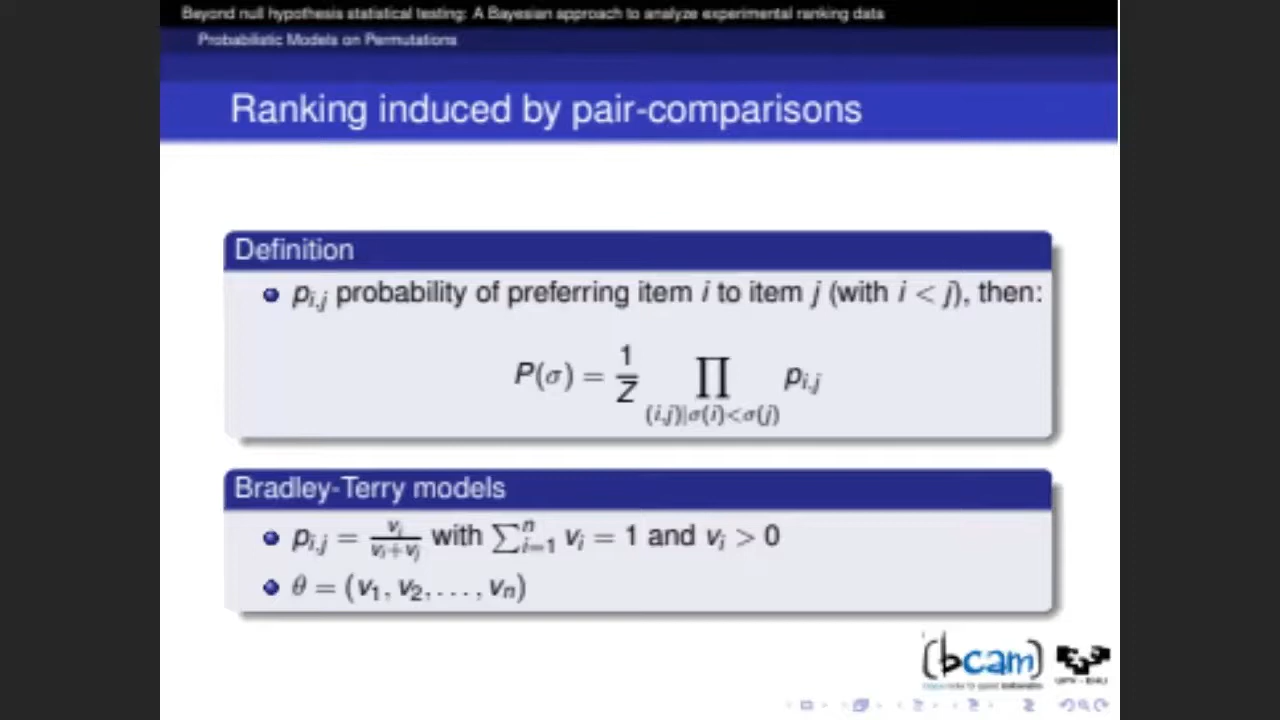 Beyond null hypothesis statistical testing: A Bayesian approach to analyze experimental ranking data
Probabilistic Models on Permutations
Ranking induced by pair-comparisons
Definition
p_{i,j} probability of preferring item i to item j (with i < j), then:
P(σ) = \frac{1}{Z} ∏_{(i,j)|σ(i)<σ(j)} p_{i,j}
Bradley-Terry models
p_{i,j} = \frac{v_i}{v_i+v_j} with ∑_{i=1}^{n} v_i = 1 and v_i > 0
θ = (v_1, v_2, . . . , v_n)
(bcam)